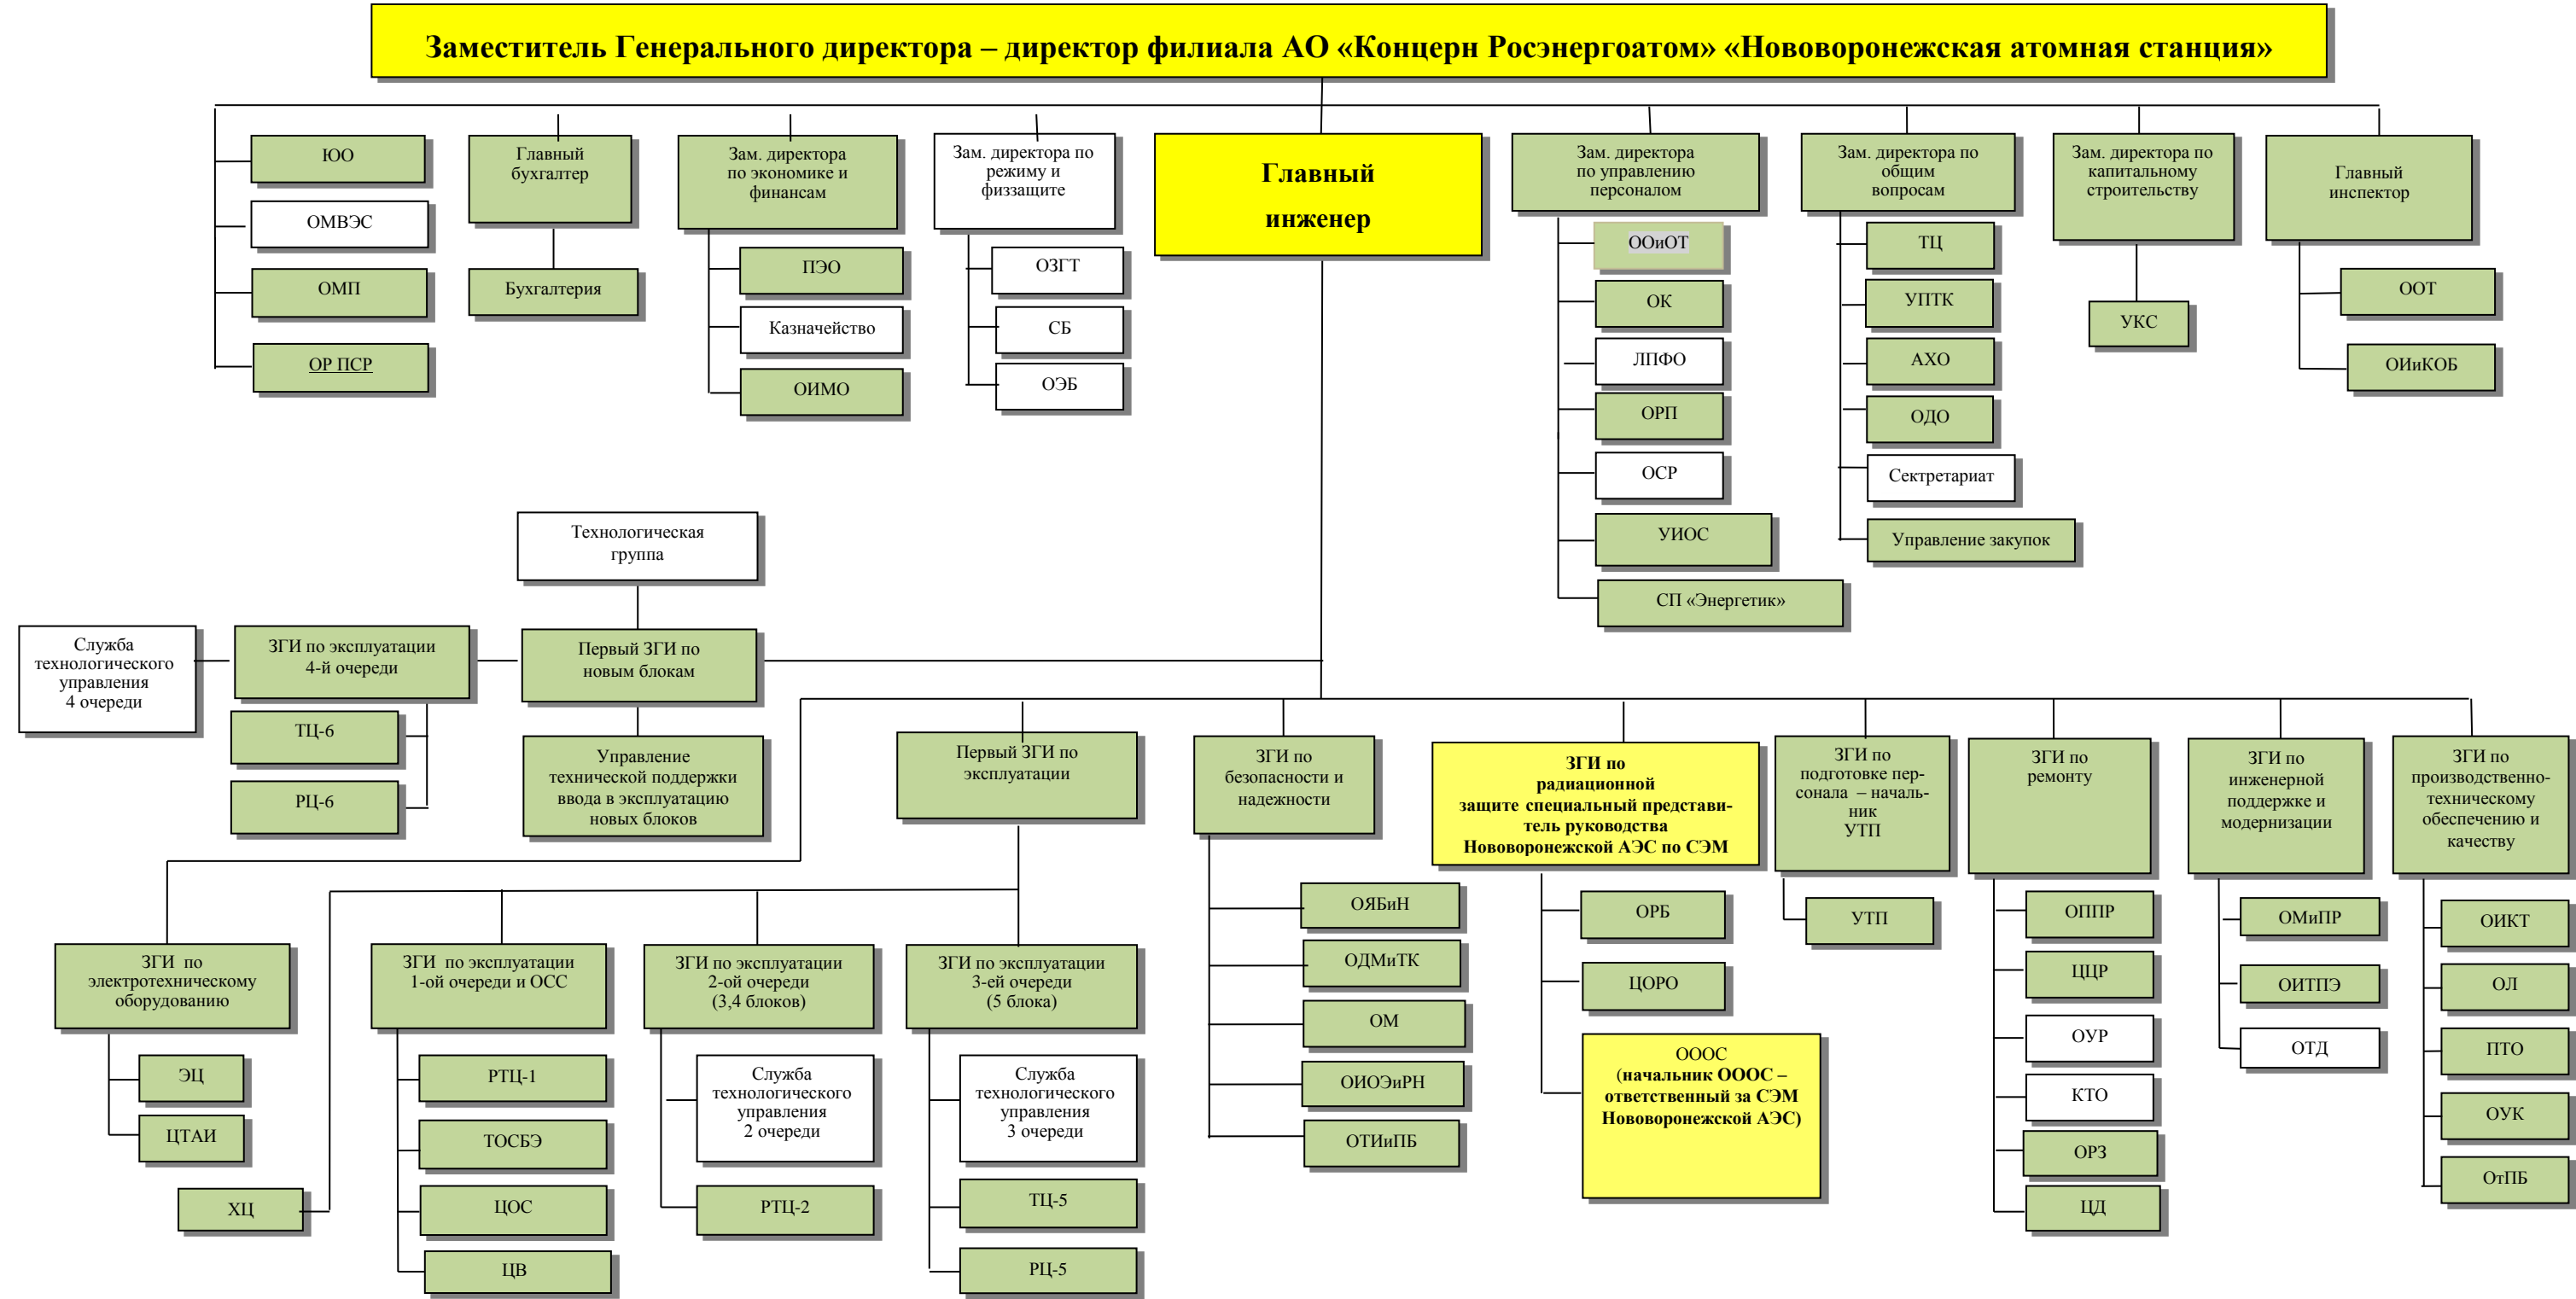 Заместитель Генерального директора – директор филиала АО «Концерн Росэнергоатом» «Нововоронежская атомная станция»
ЮО
ОМВЭС
ОМП
ОР ПСР
Главный
бухгалтер
Бухгалтерия
Зам. директора
по экономике и
финансам
ПЭО
Казначейство
ОИМО
Зам. директора по
режиму и
физзащите
ОЗГТ
СБ
ОЭБ
Главный
инженер
Зам. директора
по управлению
персоналом
ООиОТ
ОК
ЛПФО
ОРП
ОСР
УИОС
СП «Энергетик»
Зам. директора по
общим
вопросам
ТЦ
УПТК
АХО
ОДО
Сектретариат
Управление закупок
Зам. директора по
капитальному
строительству
УКС
Главный
инспектор
ООТ
ОИиКОБ
Технологическая
группа
Служба
технологического
управления
4 очереди
ЗГИ по эксплуатации
4-й очереди
ТЦ-6
РЦ-6
Первый ЗГИ по
новым блокам
Управление
технической поддержки
ввода в эксплуатацию
новых блоков
Первый ЗГИ по
эксплуатации
ЗГИ по
безопасности и
надежности
ОЯБиН
ОДМиТК
ОМ
ОИОЭиРН
ОТИиПБ
ЗГИ по
радиационной
защите специальный представи-
тель руководства
Нововоронежской АЭС по СЭМ
ОРБ
ЦОРО
ОООС
(начальник ОООС –
ответственный за СЭМ
Нововоронежской АЭС)
ЗГИ по
подготовке пер-
сонала – началь-
ник
УТП
УТП
ЗГИ по
ремонту
ОППР
ЦЦР
ОУР
КТО
ОРЗ
ЦД
ЗГИ по
инженерной
поддержке и
модернизации
ОМиПР
ОИТПЭ
ОТД
ЗГИ по
производственно-
техническому
обеспечению и
качеству
ОИКТ
ОЛ
ПТО
ОУК
ОтПБ
ЗГИ по
электротехническому
оборудованию
ЭЦ
ЦТАИ
ХЦ
ЗГИ по эксплуатации
1-ой очереди и ОСС
РТЦ-1
ТОСБЭ
ЦОС
ЦВ
ЗГИ по эксплуатации
2-ой очереди
(3,4 блоков)
Служба
технологического
управления
2 очереди
РТЦ-2
ЗГИ по эксплуатации
3-ей очереди
(5 блока)
Служба
технологического
управления
3 очереди
ТЦ-5
РЦ-5